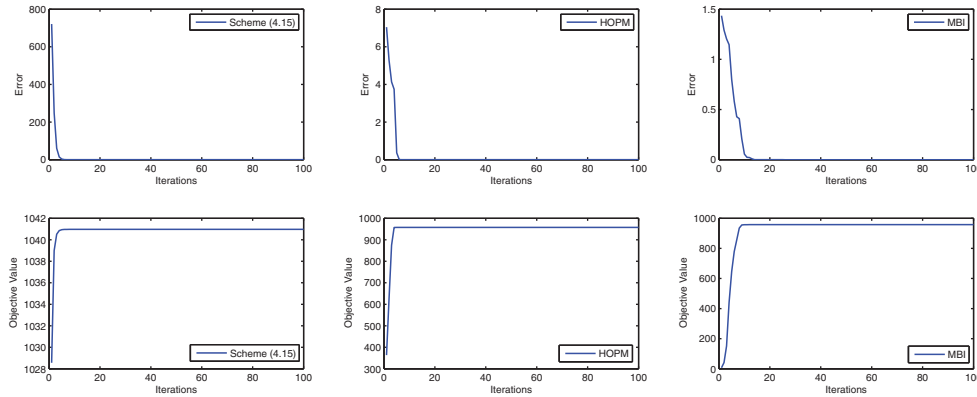 800
600
400
200
0
Error
0 20 40 60 80 100
Iterations
Scheme (4.15)
8
6
4
2
0
Error
0 20 40 60 80 100
Iterations
HOPM
1.5
1
0.5
0
Error
0 20 40 60 80 100
Iterations
MBI
1042
1040
1038
1036
1034
1032
1030
1028
Objective Value
0 20 40 60 80 100
Iterations
Scheme (4.15)
1000
900
800
700
600
500
400
300
Objective Value
0 20 40 60 80 100
Iterations
HOPM
1000
800
600
400
200
0
Objective Value
0 20 40 60 80 100
Iterations
MBI